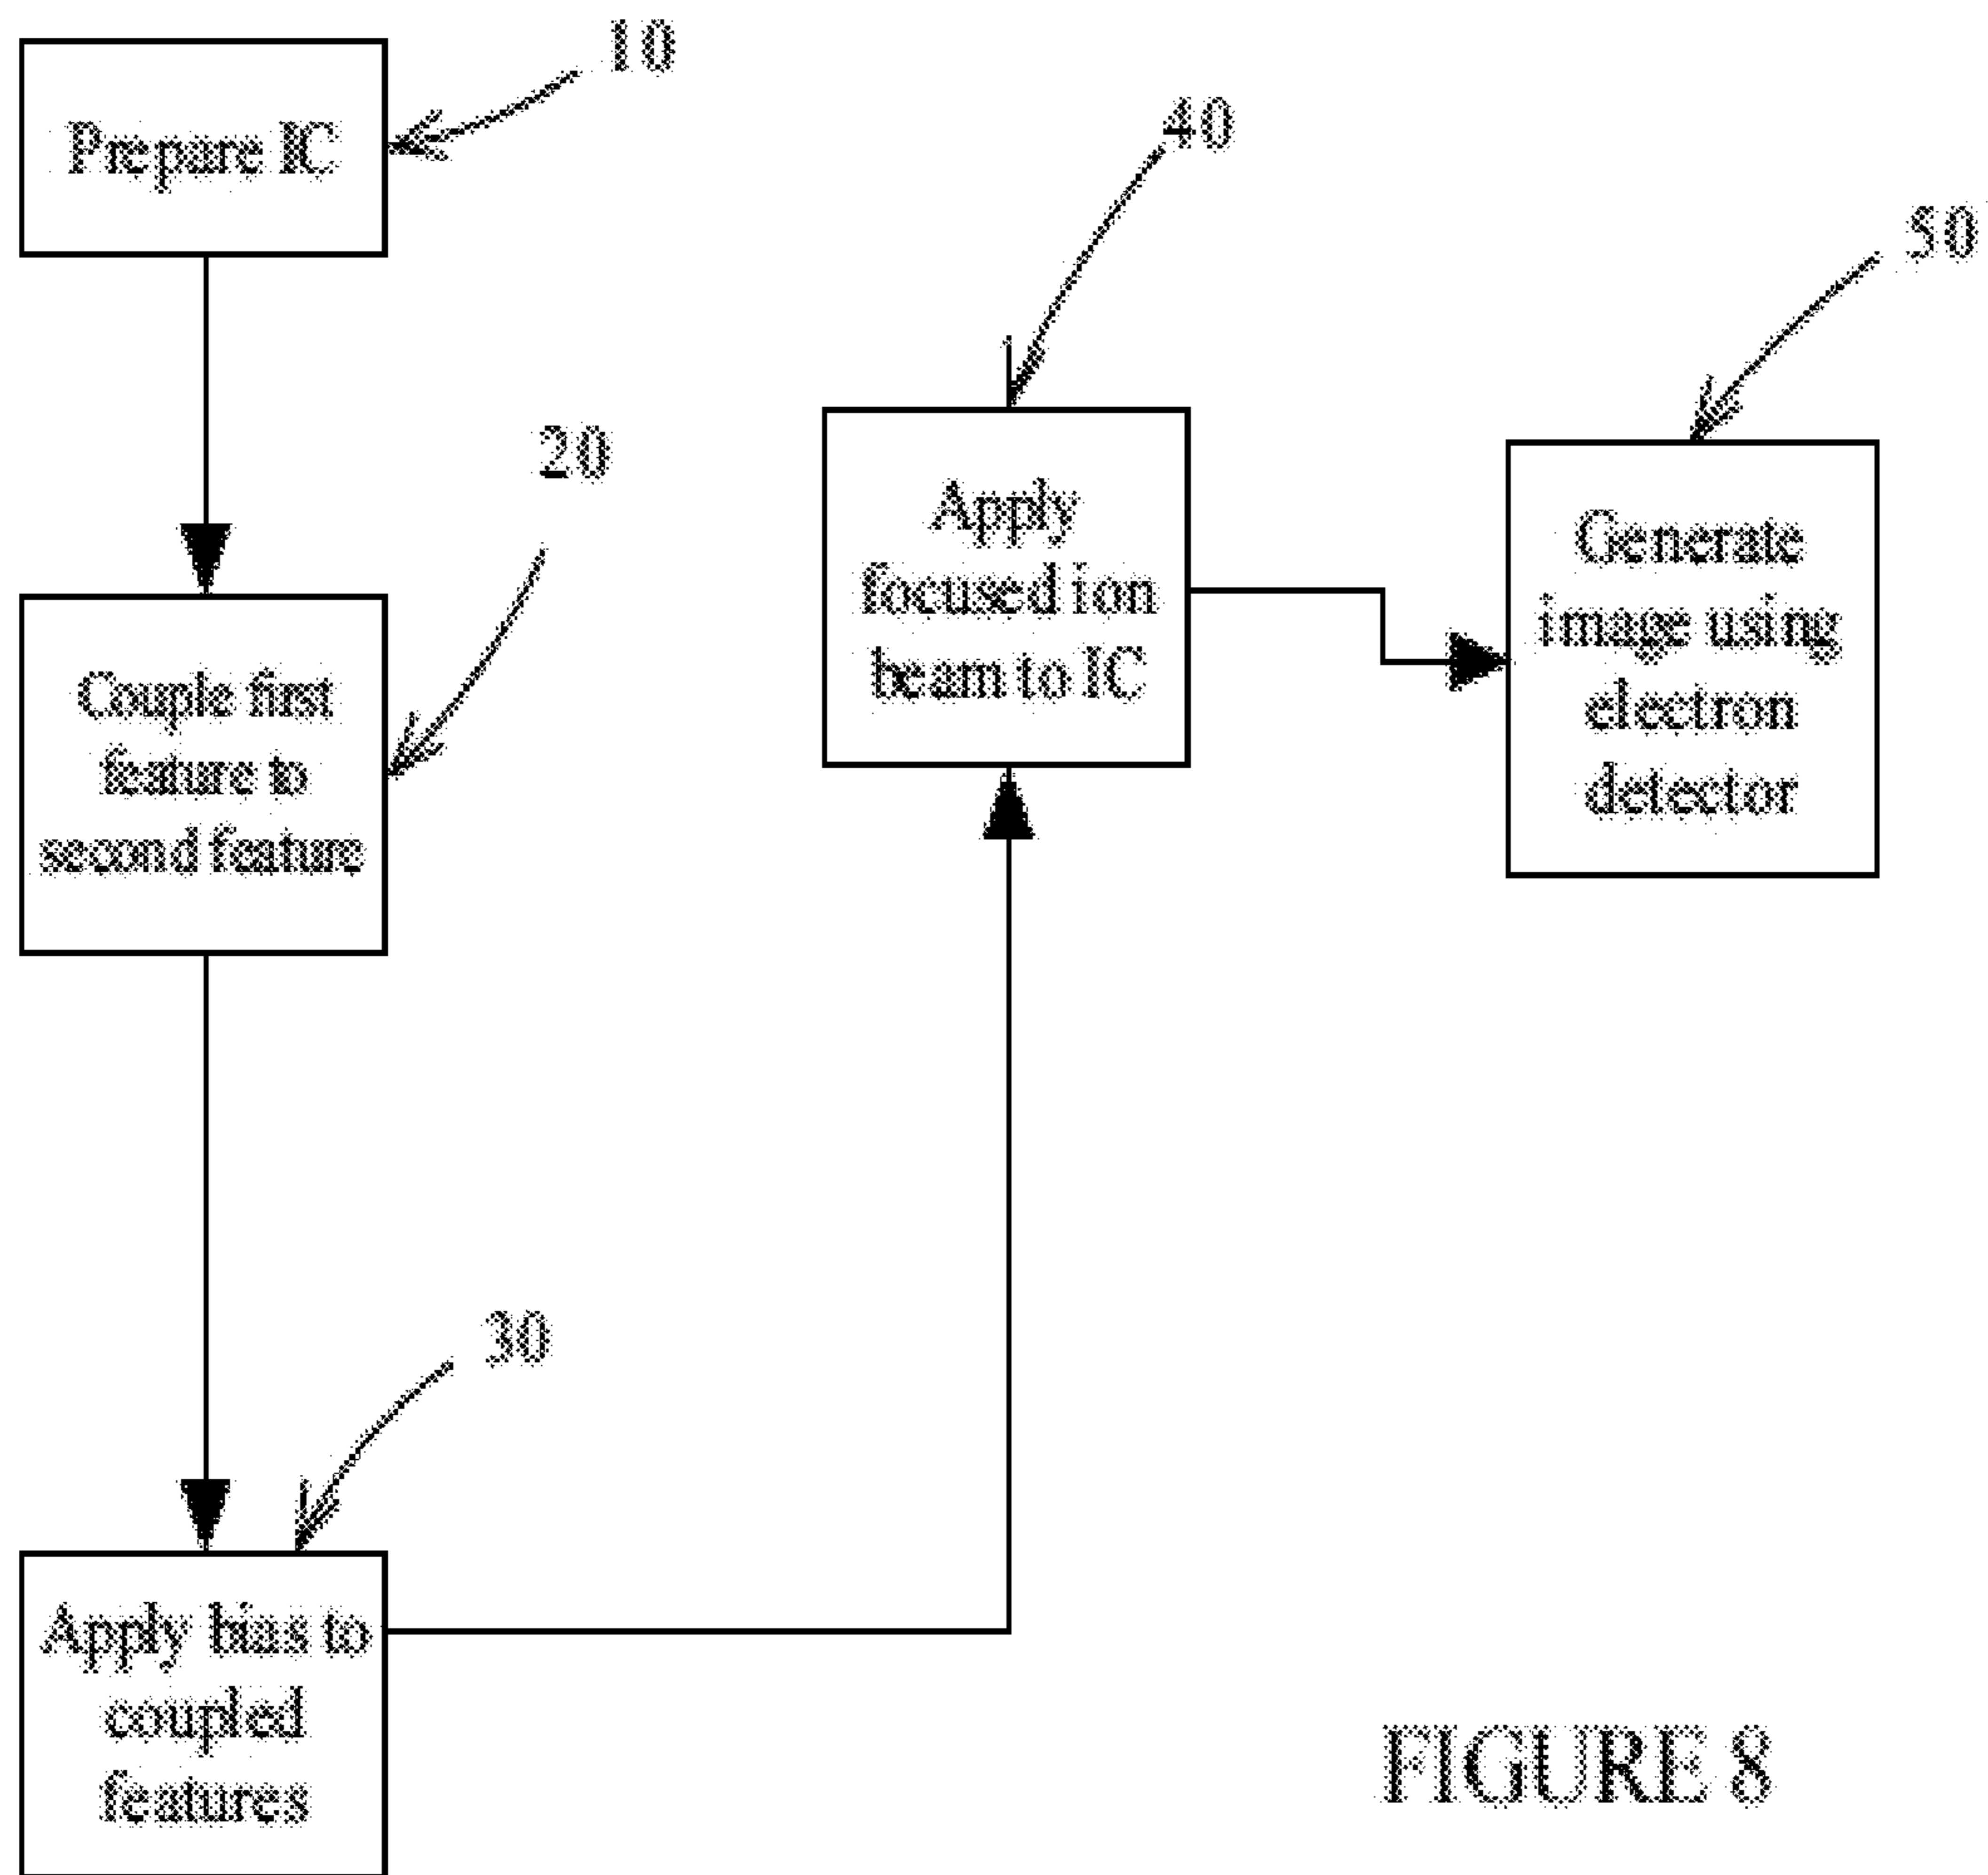 10
Prepare IC
20
Couple first
feature to
second feature
30
Apply bias to
coupled
features
40
Apply
focused ion
beam to IC
50
Generate
image using
electron
detector
FIGURE 8